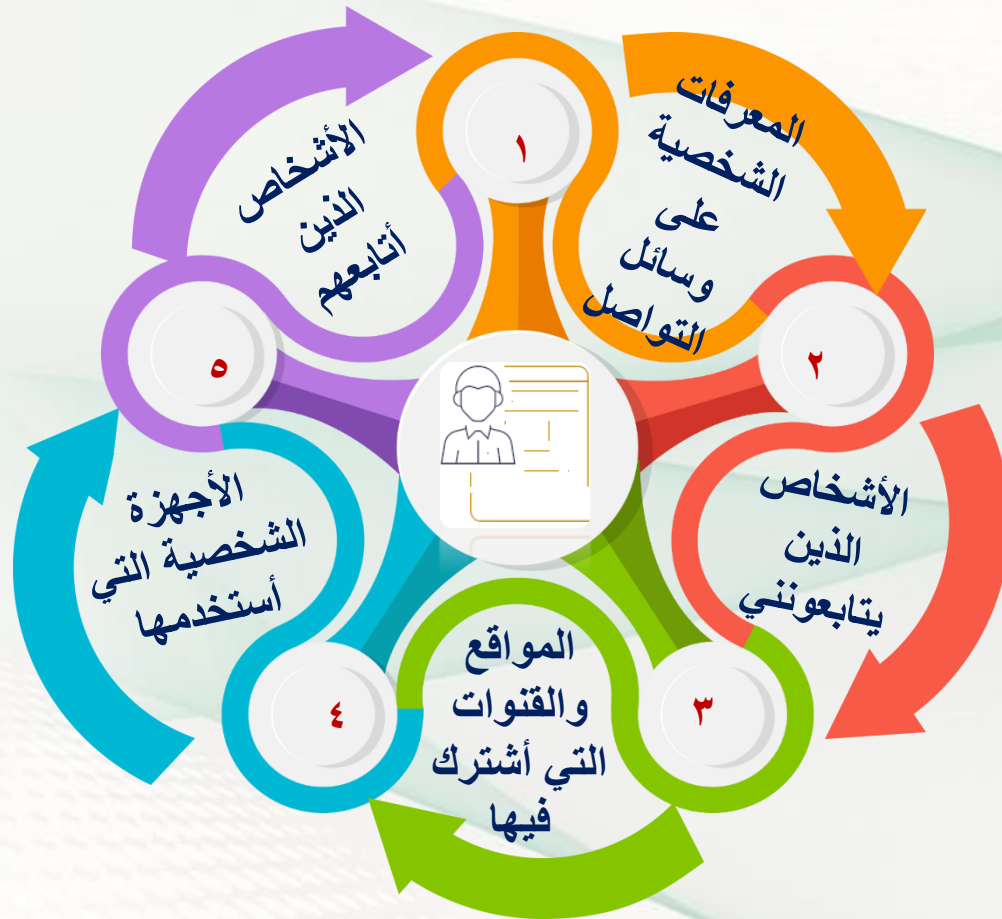 ١
المعرفات
الشخصية
على
وسائل
التواصل
٢
الأشخاص
الذين
يتابعونني
٣
المواقع
والقنوات
التي أشترك
فيها
٤
الأجهزة
الشخصية التي
أستخدمها
٥
الأشخاص
الذين
أتابعهم